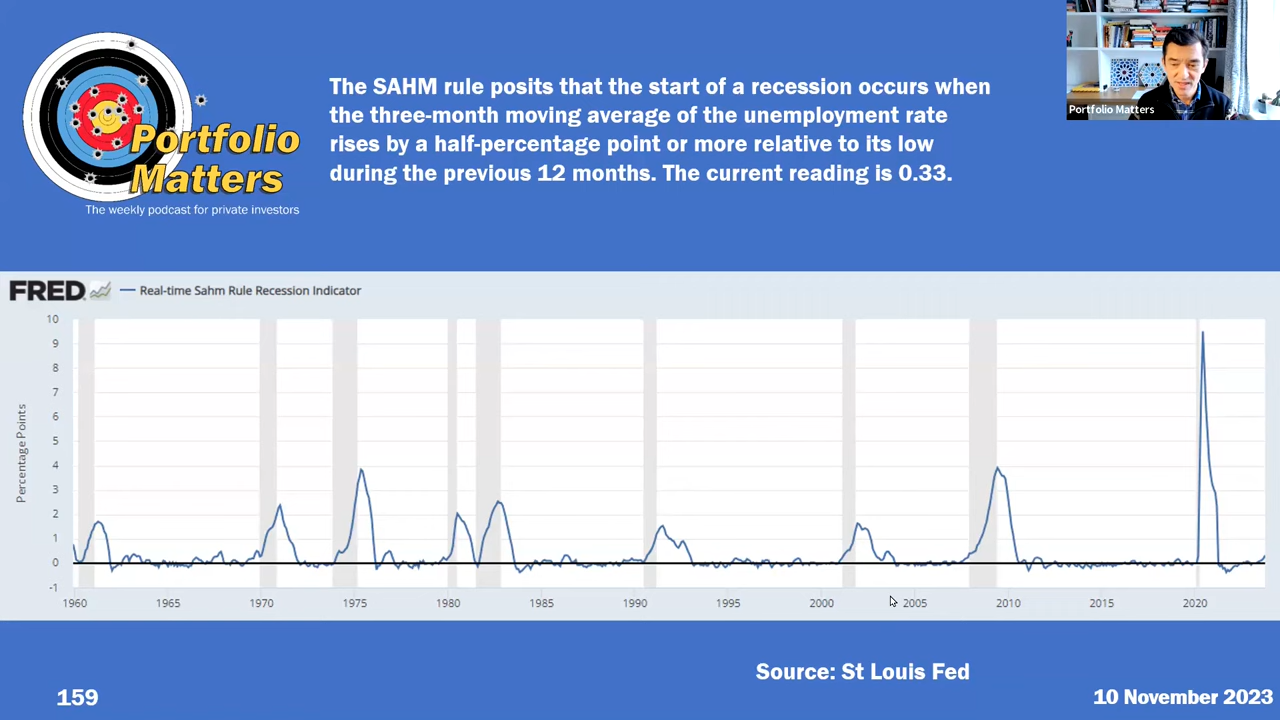 Portfolio
Matters
The weekly podcast for private investors
The SAHM rule posits that the start of a recession occurs when
the three-month moving average of the unemployment rate
rises by a half-percentage point or more relative to its low
during the previous 12 months. The current reading is 0.33.
Portfolio Matters
FRED
Real-time Sahm Rule Recession Indicator
Percentage Points
10
9
8
7
6
5
4
3
2
1
0
-1
1960 1965 1970 1975 1980 1985 1990 1995 2000 2005 2010 2015 2020
Source: St Louis Fed
159
10 November 2023